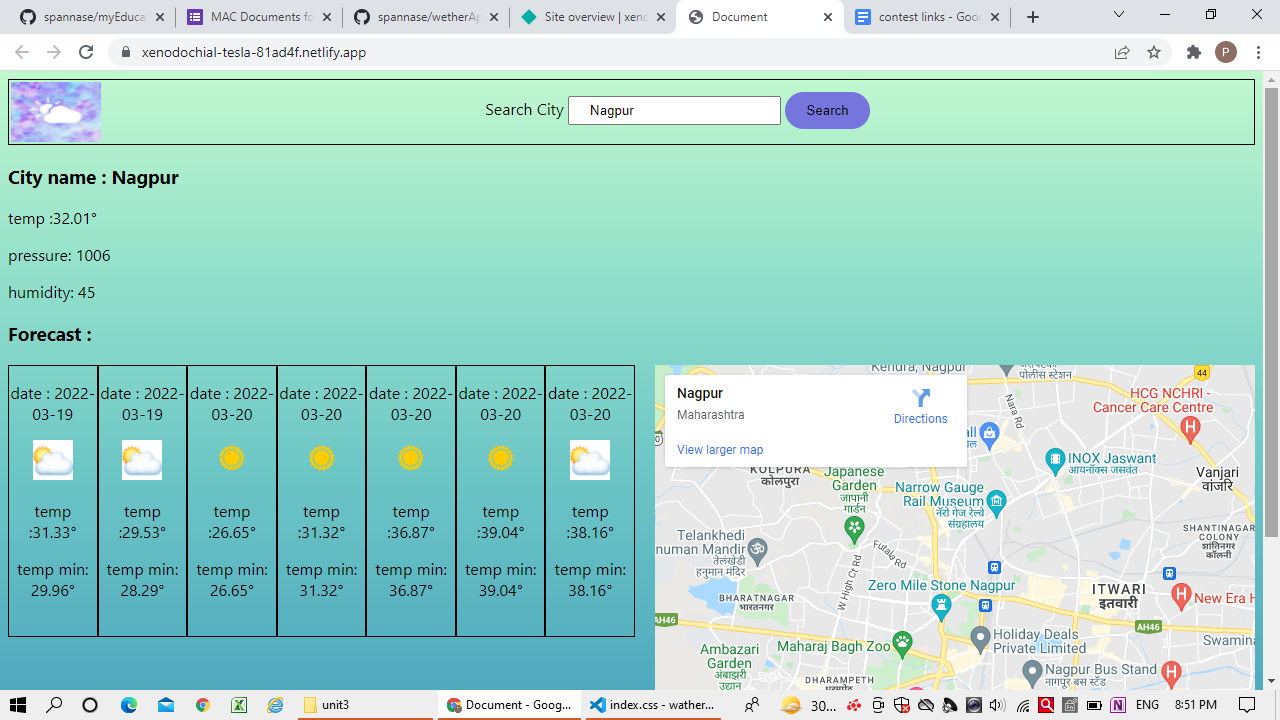 spannase/myEduca
MAC Documents fo
spannase/wetherAp
Site overview | xeno
Document
contest links - Goog
xenodochial-tesla-81ad4f.netlify.app
P
Search City
Nagpur
Search
City name : Nagpur
temp :32.01°
pressure: 1006
humidity: 45
Forecast :
date : 2022-
03-19
temp
:31.33°
temp min:
29.96°
date : 2022-
03-19
temp
:29.53°
temp min:
28.29°
date : 2022-
03-20
temp
:26.65°
temp min:
26.65°
date : 2022-
03-20
temp
:31.32°
temp min:
31.32°
date : 2022-
03-20
temp
:36.87°
temp min:
36.87°
date : 2022-
03-20
temp
:39.04°
temp min:
39.04°
date : 2022-
03-20
temp
:38.16°
temp min:
38.16°
Nagpur
Maharashtra
Directions
View larger map
Kendra, Nagpur
पोलीस स्टेशन
Nara Rd
44
HCG NCHRI -
Cancer Care Centre
H
all
ल
INOX Jaswant
आयनॉक्स जसवंत
Vanjari
वांजरि
KOLPURA
कोलपुरा
Japanese
Garden
जापानी
गार्डन
Narrow Gauge
Rail Museum
नॅरो गेज रेल्वे
संग्रहालय
SHANTINAGAR
COLONY
शांतिनगर
कॉलोनी
Telankhedi
numan Mandir
तेलंखेडी
हनुमान मंदिर
Futala Rd
W High Ct Rd
Zero Mile Stone Nagpur
BHARATNAGAR
भारतनगर
ITWARI
इतवारी
H
New Era H
AH46
AH46
Maharaj Bagh Zoo
Holiday Deals
Private Limited
Swamina
Ambazari
Garden
अंबाझरी
उद्यान
DHARAMPETH
Nagpur Bus Stand
नागपूर बस स्टँड
H
unit3
Document - Goog...
index.css - wather...
30...
ENG
8:51 PM